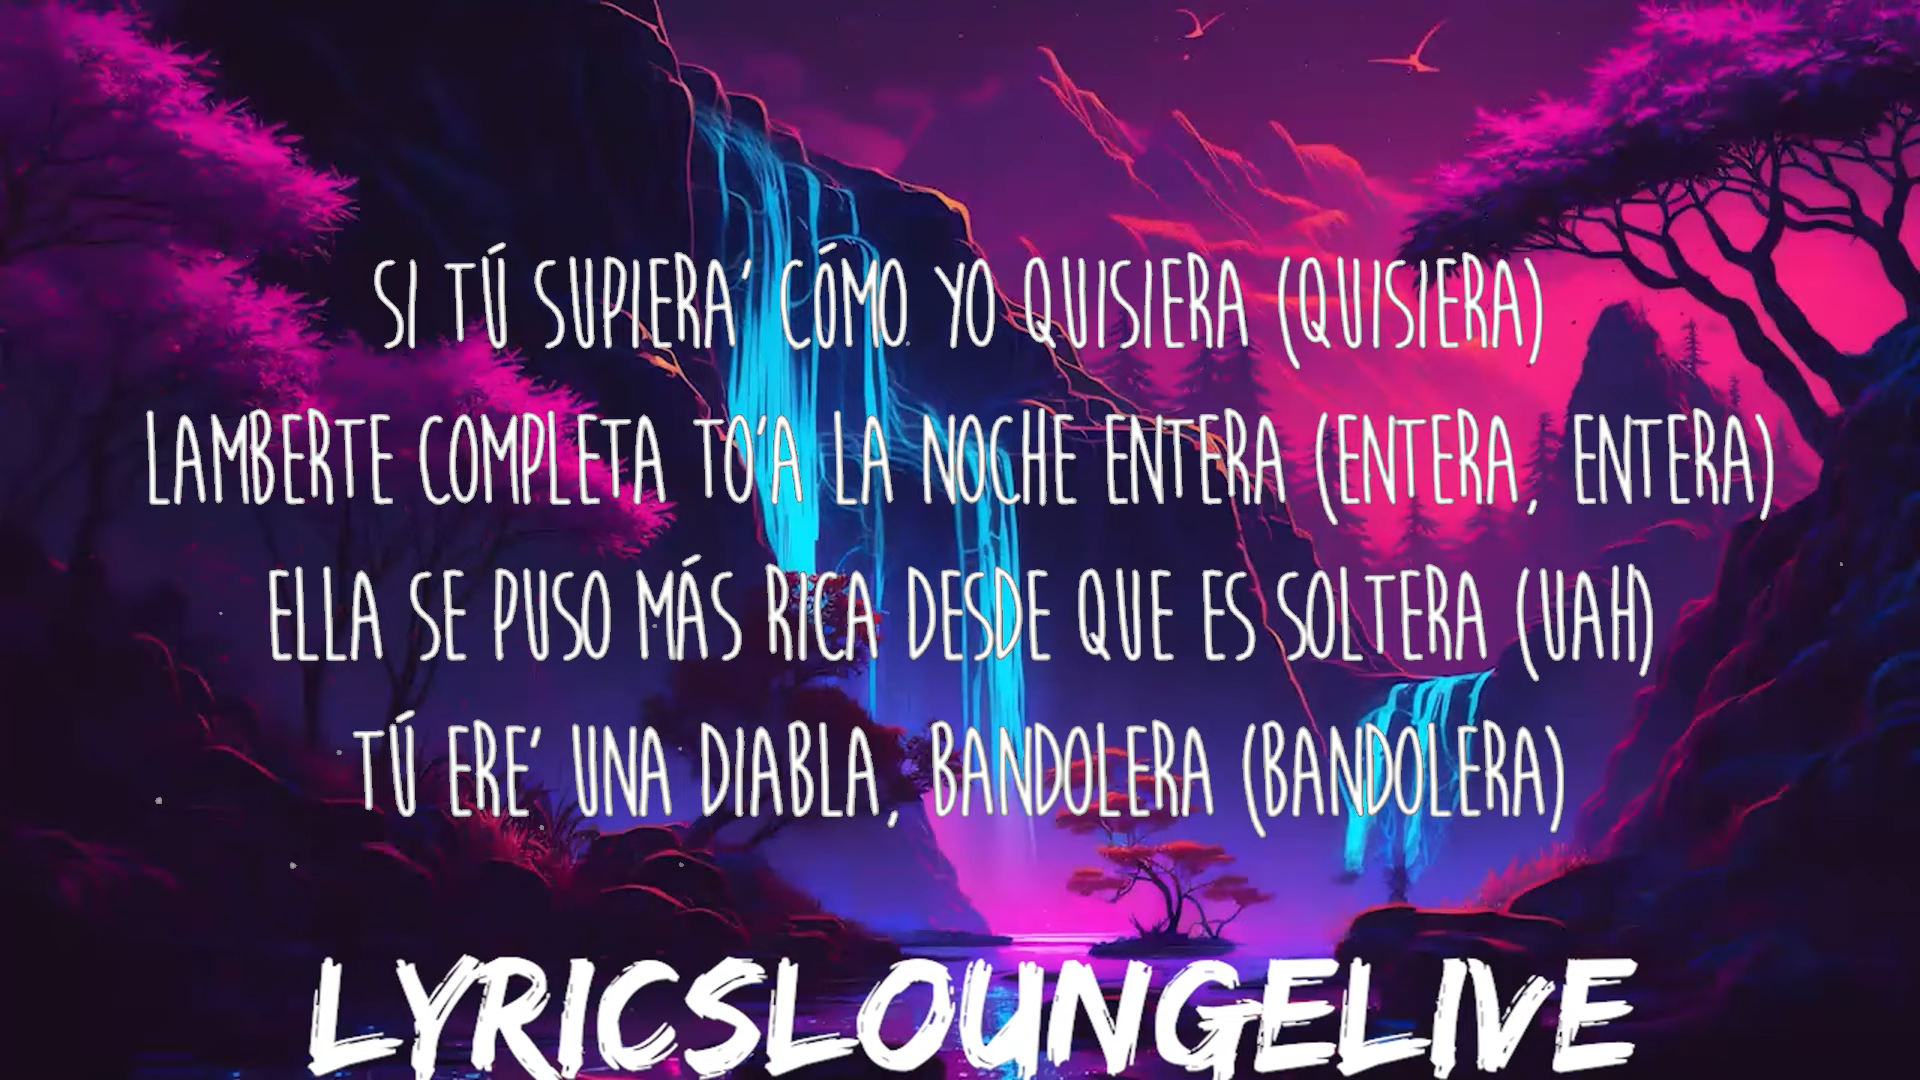 SI TÚ SUPIERA' CÓMO YO QUISIERA (QUISIERA)
LAMBERTE COMPLETA TO'A LA NOCHE ENTERA (ENTERA, ENTERA)
ELLA SE PUSO MÁS RICA DESDE QUE ES SOLTERA (UAH)
TÚ ERE' UNA DIABLA, BANDOLERA (BANDOLERA)
LYRICSLOUNGELIVE